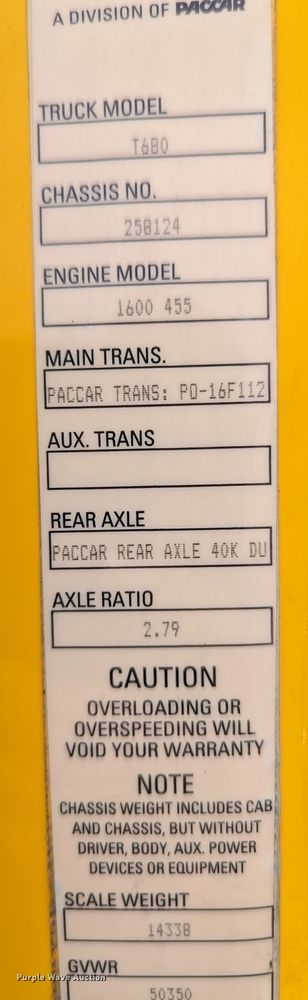 A DIVISION OF PACCAR
TRUCK MODEL
T680
CHASSIS NO.
258124
ENGINE MODEL
1600 455
MAIN TRANS.
PACCAR TRANS: PO-16F112
AUX. TRANS
REAR AXLE
PACCAR REAR AXLE 40K DU
AXLE RATIO
2.79
CAUTION
OVERLOADING OR
OVERSPEEDING WILL
VOID YOUR WARRANTY
NOTE
CHASSIS WEIGHT INCLUDES CAB
AND CHASSIS, BUT WITHOUT
DRIVER, BODY, AUX. POWER
DEVICES OR EQUIPMENT
SCALE WEIGHT
14338
Purple Wave Auction
GVWR
50350